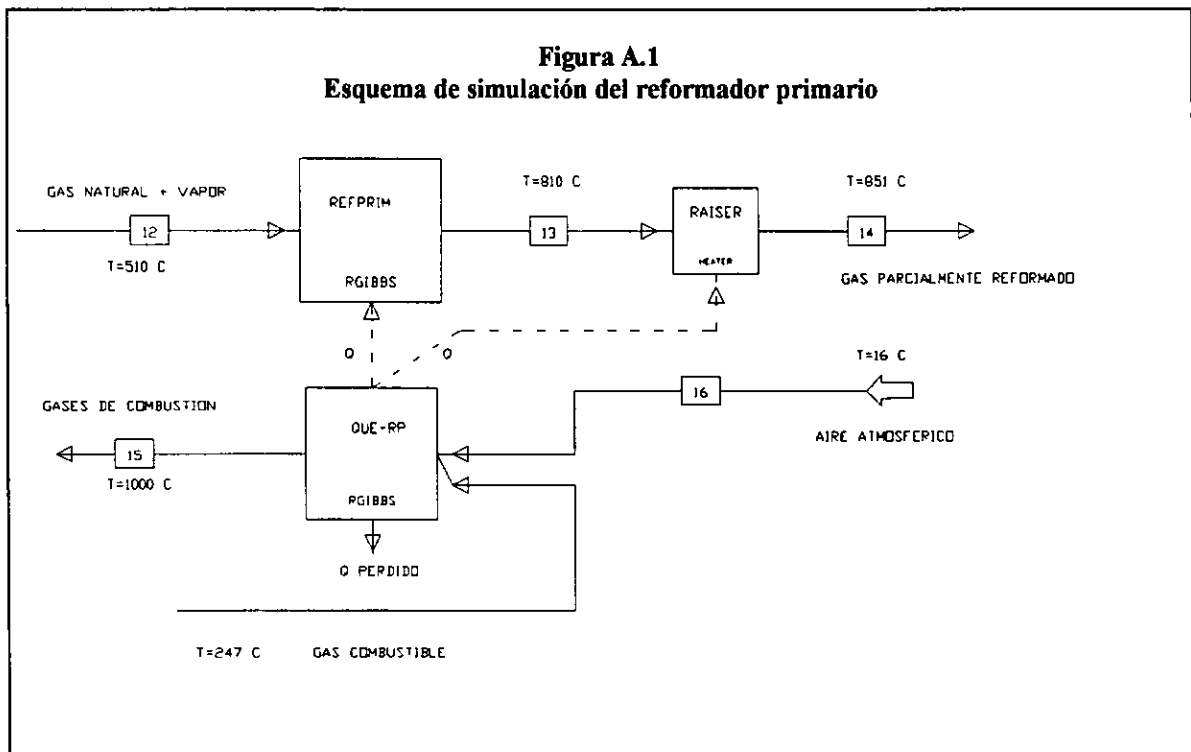 Figura A.1
Esquema de simulación del reformador primario
GAS NATURAL + VAPOR
12
T=510 C
REFPRIM
RGIBBS
T=810 C
13
RAISER
HEATER
T=851 C
14
GAS PARCIALMENTE REFORMADO
Q
Q
GASES DE COMBUSTION
15
T=1000 C
QUE-RP
RGIBBS
Q PERDIDO
16
T=16 C
AIRE ATMOSFERICO
T=247 C GAS COMBUSTIBLE